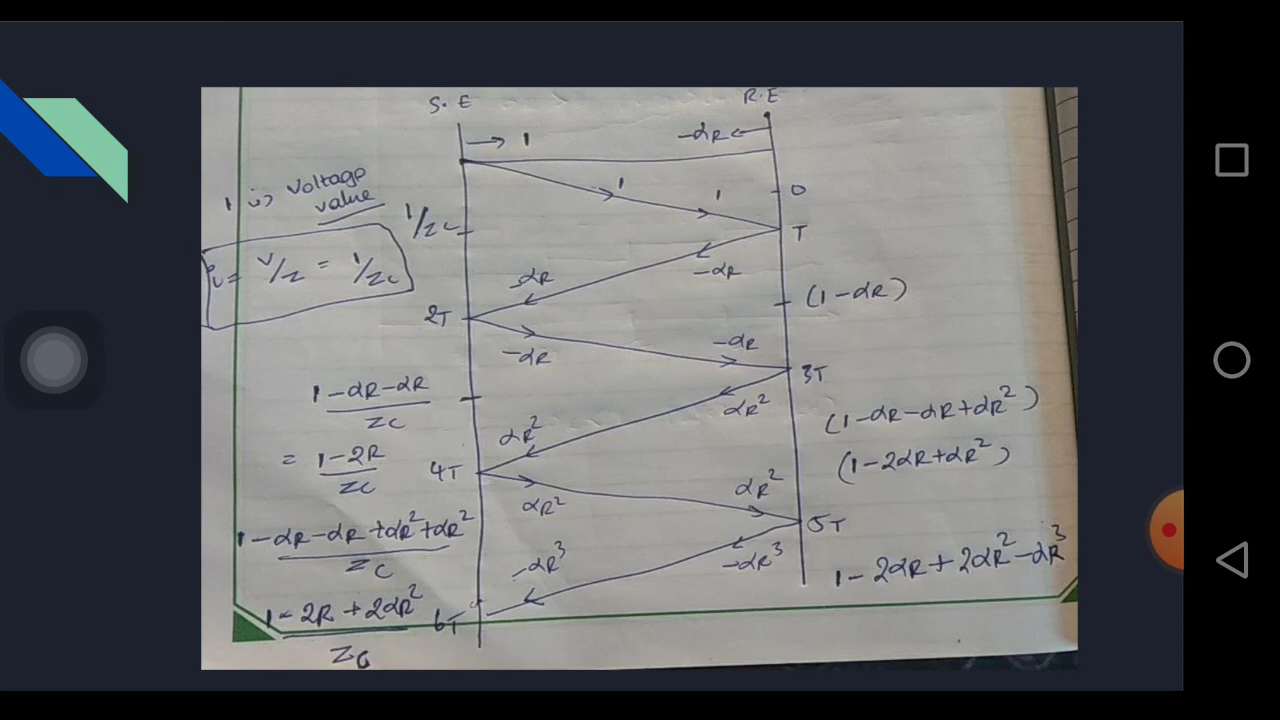 S.E
R.E
→ 1
-αR ←
1 is voltage
value
1
1
0
1/Zc
T
i = V/Z = 1/Zc
-αR
-αR
(1-αR)
2T
-αR
-αR
3T
1-αR-αR
Zc
αR²
(1-αR-αR+αR²)
αR²
= 1-2R
Zc
4T
(1-2αR+αR²)
αR²
αR²
5T
1-αR-αR+αR²+αR²
Zc
-αR³
-αR³
1-2αR+2αR²-αR³
1-2R+2αR²
Zc
6T